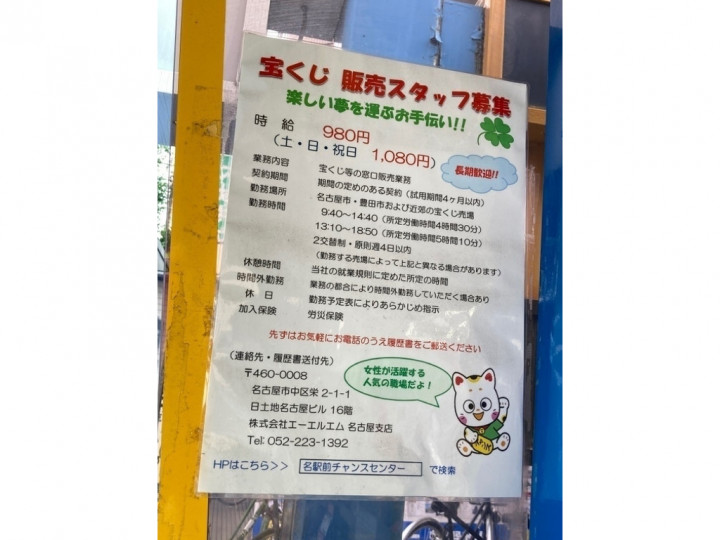 宝くじ 販売スタッフ募集
楽しい夢を運ぶお手伝い!!
時 給 980円
(土・日・祝日 1,080円)
長期歓迎!!
業務内容 宝くじ等の窓口販売業務
契約期間 期間の定めのある契約 (試用期間4ヶ月以内)
勤務場所 名古屋市・豊田市および近郊の宝くじ売場
勤務時間 9:40~14:40 (所定労働時間4時間30分)
13:10~18:50 (所定労働時間5時間10分)
2交替制・原則週4日以内
(勤務する売場によって上記と異なる場合があります)
休憩時間 当社の就業規則に定めた所定の時間
時間外勤務 業務の都合により時間外勤務していただく場合あり
休 日 勤務予定表によりあらかじめ指示
加入保険 労災保険
先ずはお気軽にお電話のうえ履歴書をご郵送ください
(連絡先・履歴書送付先)
〒460-0008
名古屋市中区栄 2-1-1
日土地名古屋ビル 16階
株式会社エーエルエム 名古屋支店
Tel: 052-223-1392
女性が活躍する
人気の職場だよ!
HPはこちら>> 名駅前チャンスセンター で検索